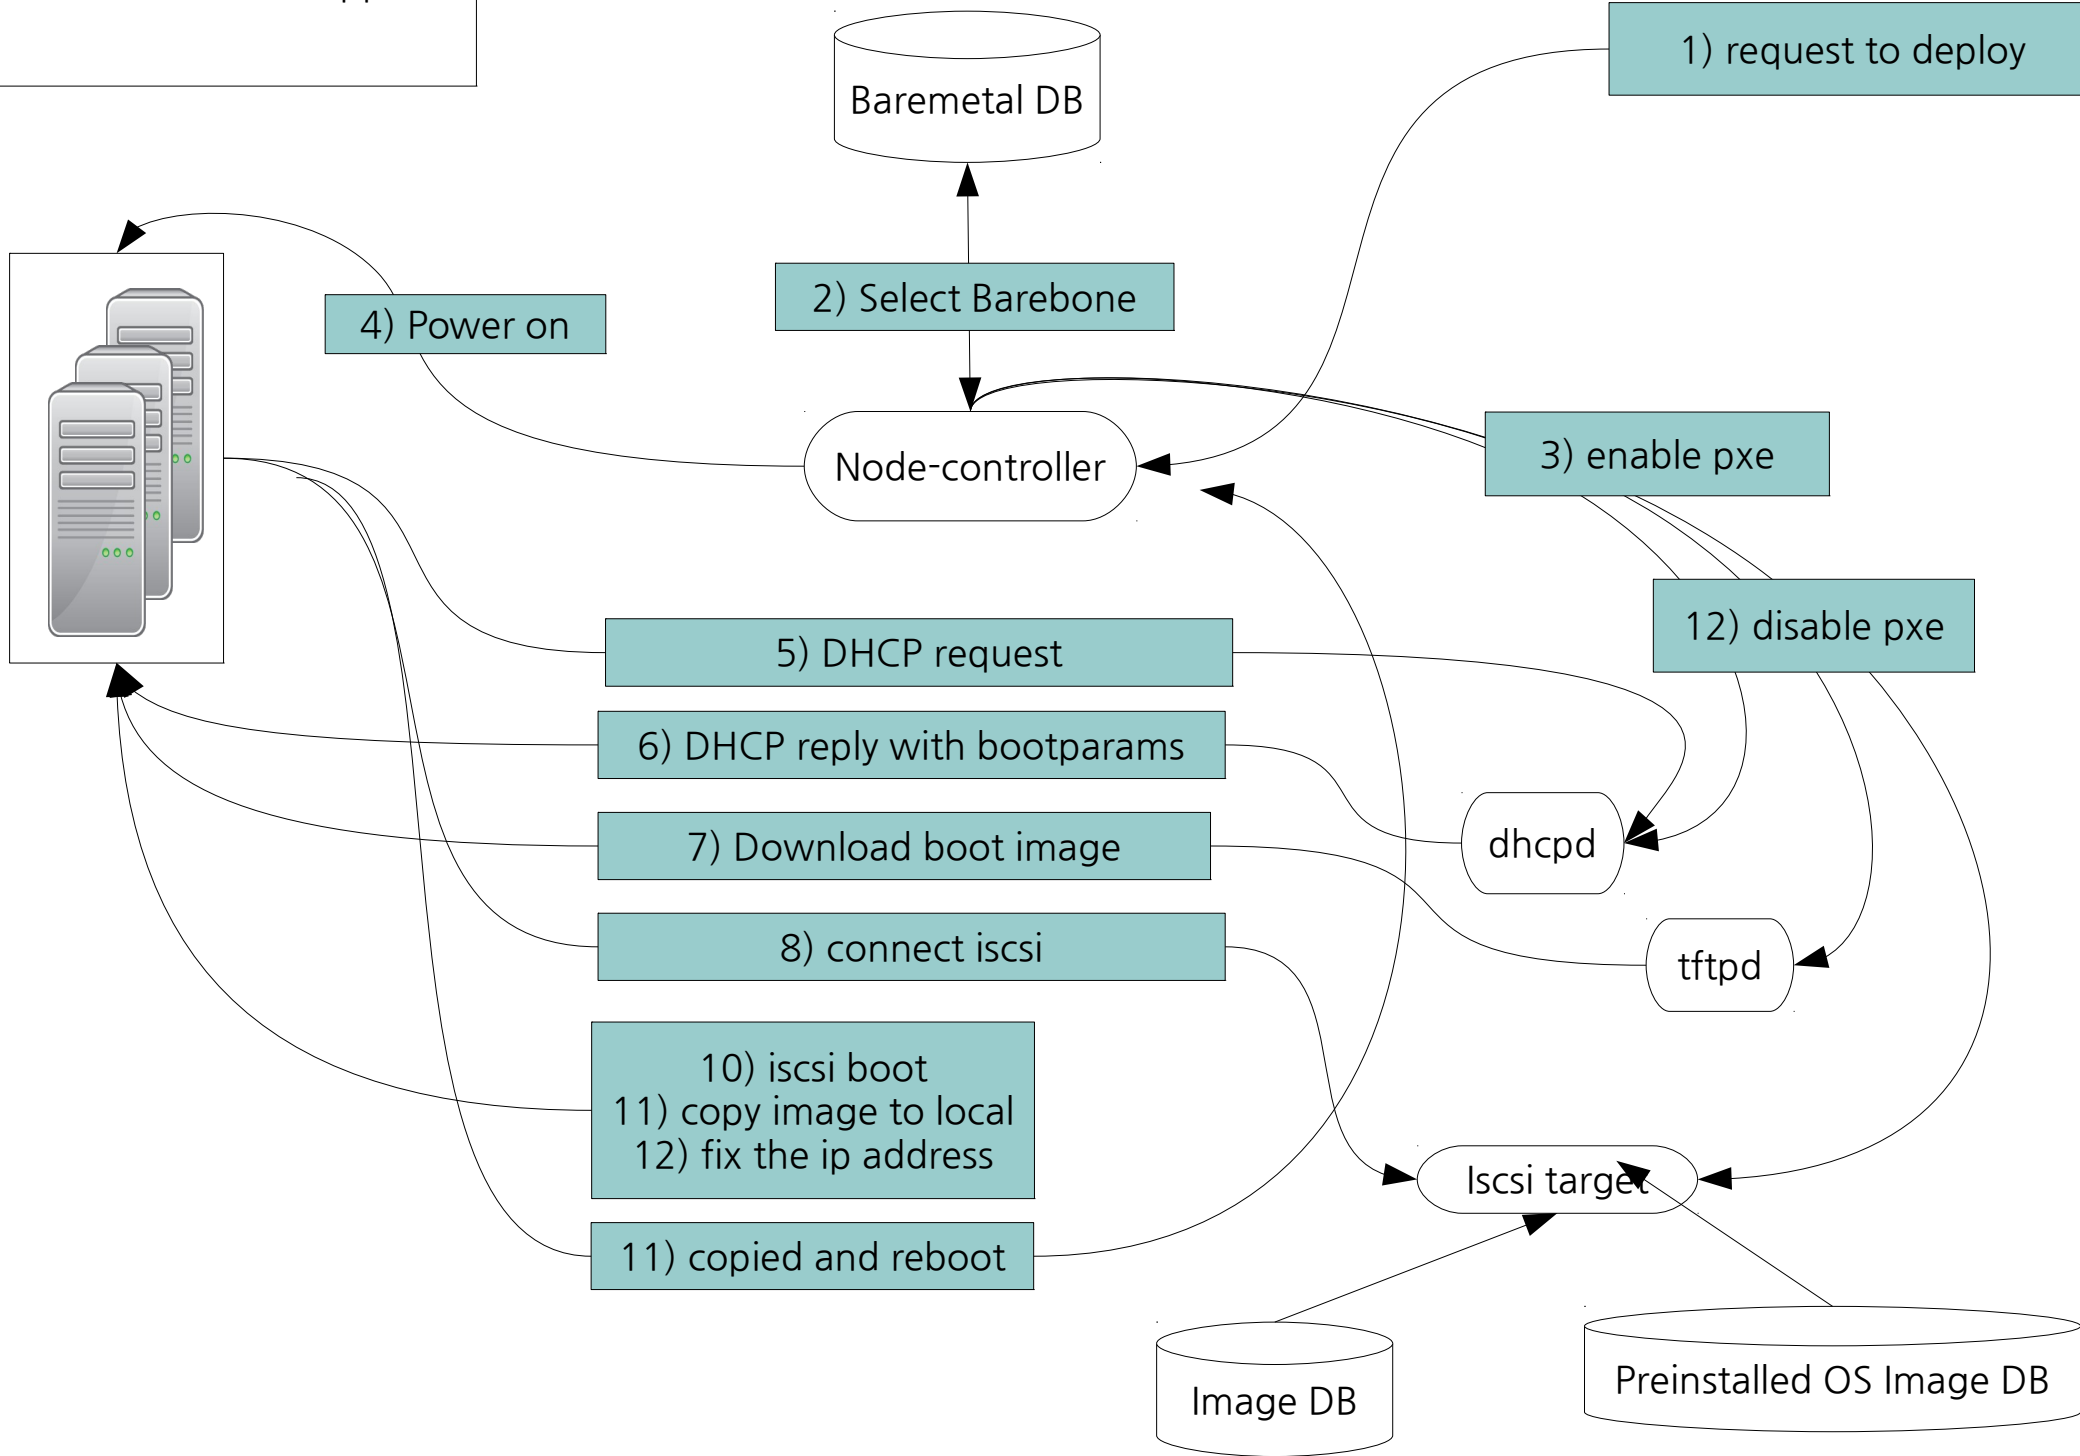 1) request to deploy
Baremetal DB
2) Select Barebone
4) Power on
Node-controller
3) enable pxe
12) disable pxe
5) DHCP request
6) DHCP reply with bootparams
7) Download boot image
dhcpd
8) connect iscsi
tftpd
10) iscsi boot
11) copy image to local
12) fix the ip address
Iscsi target
11) copied and reboot
Image DB
Preinstalled OS Image DB